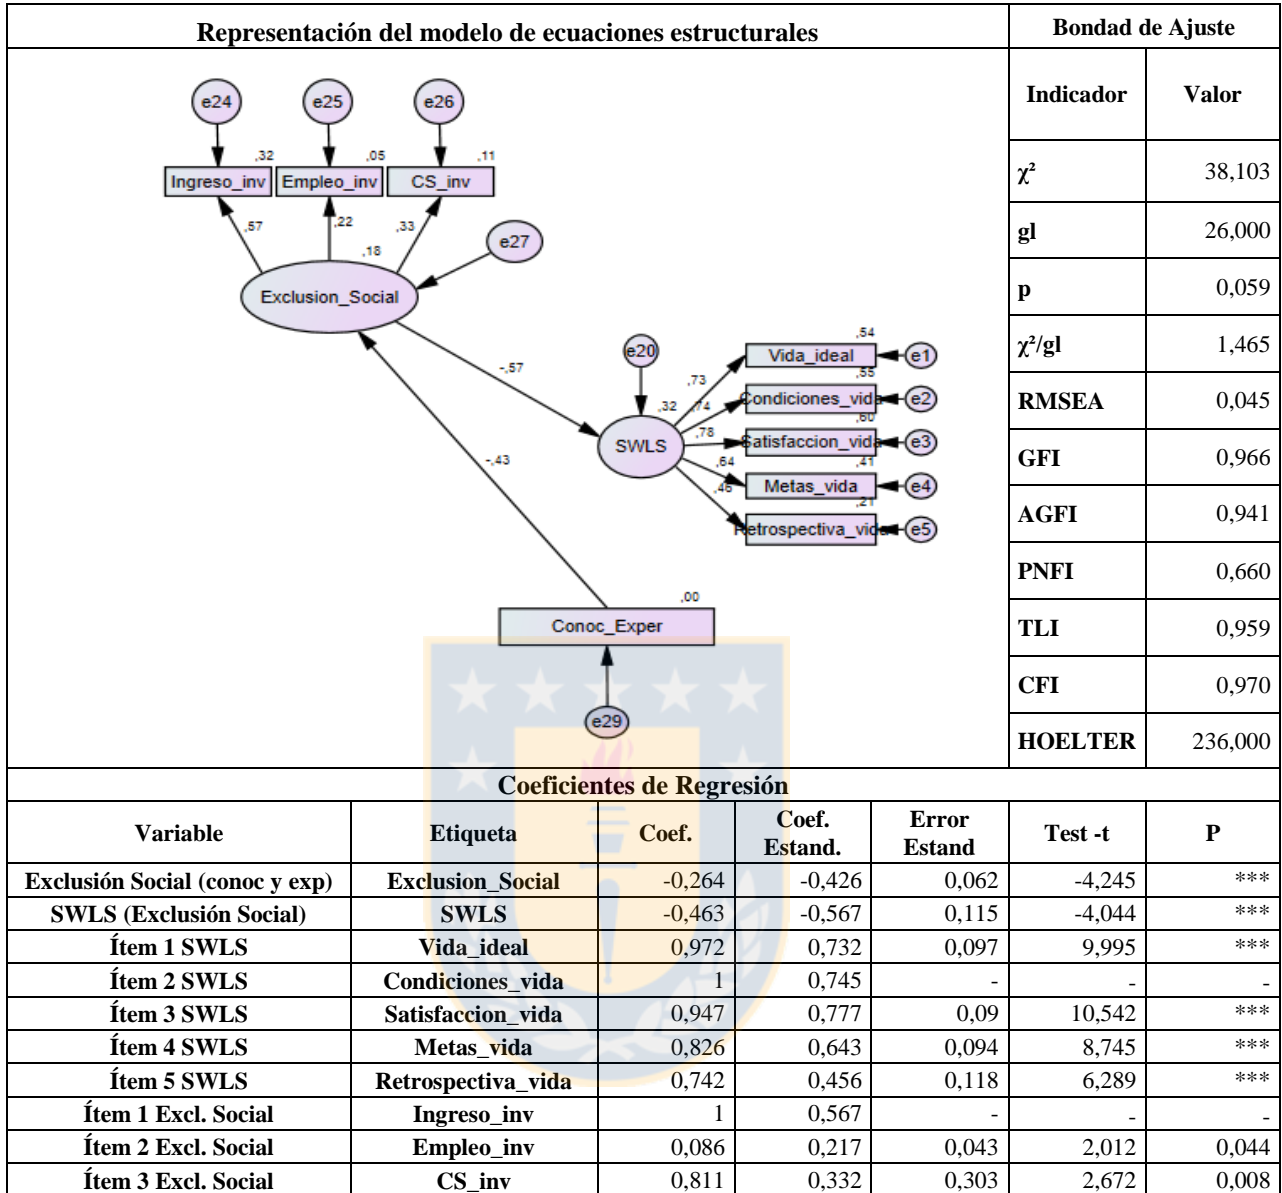 Representación del modelo de ecuaciones estructurales
Bondad de Ajuste
Indicador Valor
χ² 38,103
gl 26,000
p 0,059
χ²/gl 1,465
RMSEA 0,045
GFI 0,966
AGFI 0,941
PNFI 0,660
TLI 0,959
CFI 0,970
HOELTER 236,000
e24 e25 e26
,32 ,05 ,11
Ingreso_inv Empleo_inv CS_inv
,57 ,22 ,33
,18
e27
Exclusion_Social
-,57
-,43
e20
,32
SWLS
,54
Vida_ideal e1
,73
,55
Condiciones_vida e2
,74
,60
Satisfaccion_vida e3
,78
,41
Metas_vida e4
,64
,21
Retrospectiva_vida e5
,46
,00
Conoc_Exper
e29
Coeficientes de Regresión
Variable Etiqueta Coef. Coef. Estand. Error Estand Test -t P
Exclusión Social (conoc y exp) Exclusion_Social -0,264 -0,426 0,062 -4,245 ***
SWLS (Exclusión Social) SWLS -0,463 -0,567 0,115 -4,044 ***
Ítem 1 SWLS Vida_ideal 0,972 0,732 0,097 9,995 ***
Ítem 2 SWLS Condiciones_vida 1 0,745 - - -
Ítem 3 SWLS Satisfaccion_vida 0,947 0,777 0,09 10,542 ***
Ítem 4 SWLS Metas_vida 0,826 0,643 0,094 8,745 ***
Ítem 5 SWLS Retrospectiva_vida 0,742 0,456 0,118 6,289 ***
Ítem 1 Excl. Social Ingreso_inv 1 0,567 - - -
Ítem 2 Excl. Social Empleo_inv 0,086 0,217 0,043 2,012 0,044
Ítem 3 Excl. Social CS_inv 0,811 0,332 0,303 2,672 0,008